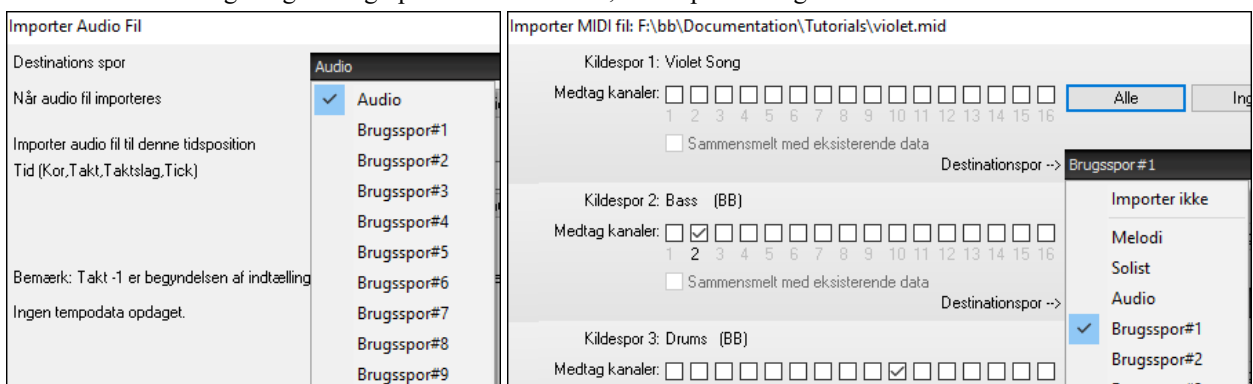 Importer Audio Fil
Destinations spor
Audio
Når audio fil importeres
Audio
Brugsspor#1
Importer audio fil til denne tidsposition
Brugsspor#2
Tid (Kor,Takt,Taktslag,Tick)
Brugsspor#3
Brugsspor#4
Brugsspor#5
Bemærk: Takt -1 er begyndelsen af indtælling
Brugsspor#6
Ingen tempodata opdaget.
Brugsspor#7
Brugsspor#8
Brugsspor#9
Importer MIDI fil: F:\bb\Documentation\Tutorials\violet.mid
Kildespor 1: Violet Song
Medtag kanaler:
Alle
1 2 3 4 5 6 7 8 9 10 11 12 13 14 15 16
Sammensmelt med eksisterende data
Destinationspor -->
Brugsspor#1
Importer ikke
Kildespor 2: Bass (BB)
Medtag kanaler:
Melodi
1 2 3 4 5 6 7 8 9 10 11 12 13 14 15 16
Solist
Sammensmelt med eksisterende data
Destinationspor -->
Audio
Brugsspor#1
Kildespor 3: Drums (BB)
Brugsspor#2
Medtag kanaler: